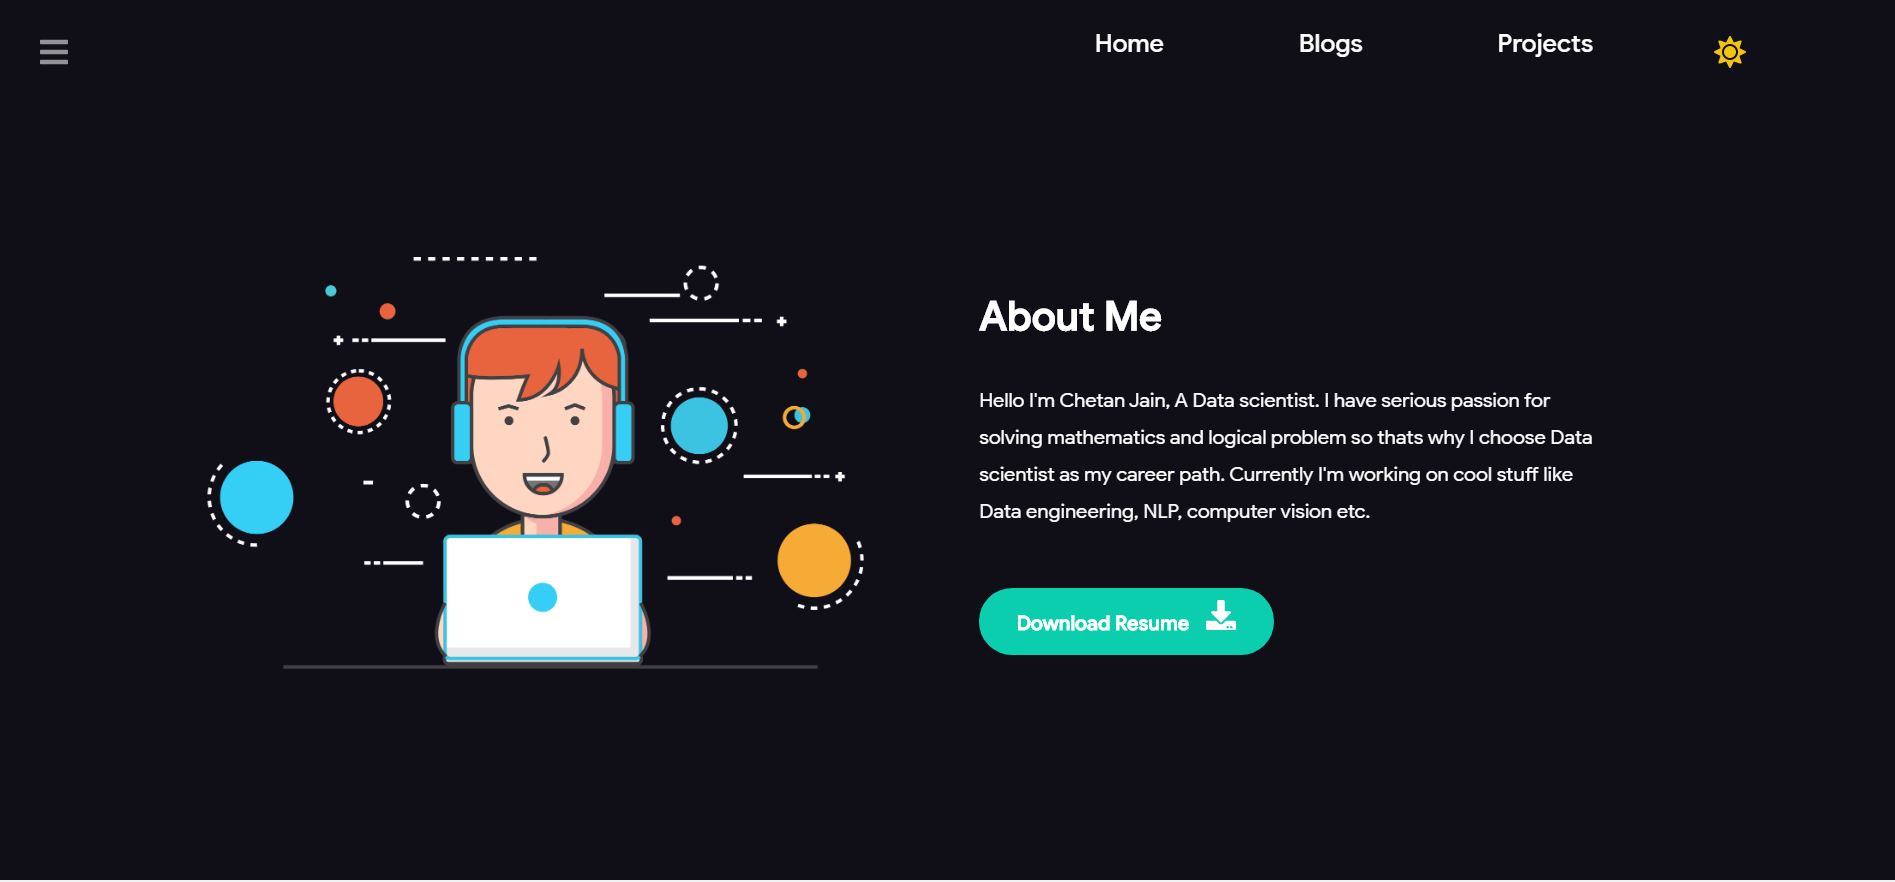 Home
Blogs
Projects
About Me
Hello I'm Chetan Jain, A Data scientist. I have serious passion for
solving mathematics and logical problem so thats why I choose Data
scientist as my career path. Currently I'm working on cool stuff like
Data engineering, NLP, computer vision etc.
Download Resume